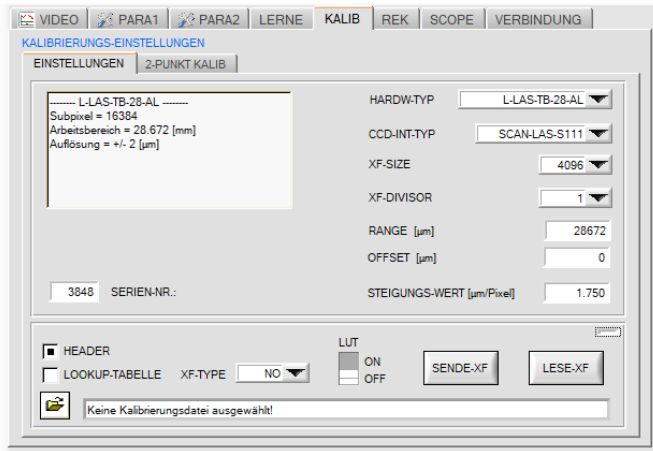 VIDEO PARA1 PARA2 LERNE KALIB REK SCOPE VERBINDUNG
KALIBRIERUNGS-EINSTELLUNGEN
EINSTELLUNGEN 2-PUNKT KALIB
-------- L-LAS-TB-28-AL --------
Subpixel = 16384
Arbeitsbereich = 28.672 [mm]
Auflösung = +/- 2 [µm]
HARDW-TYP L-LAS-TB-28-AL
CCD-INT-TYP SCAN-LAS-S111
XF-SIZE 4096
XF-DIVISOR 1
RANGE [µm] 28672
OFFSET [µm] 0
3848 SERIEN-NR.:
STEIGUNGS-WERT [µm/Pixel] 1.750
HEADER
LOOKUP-TABELLE XF-TYPE NO
LUT
ON
OFF
SENDE-XF
LESE-XF
Keine Kalibrierungsdatei ausgewählt!